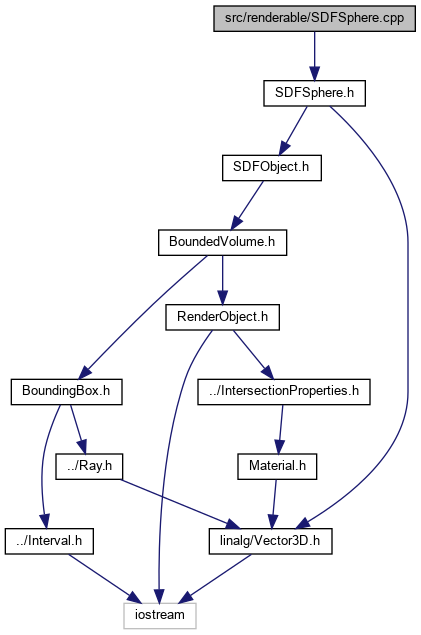 src/renderable/SDFSphere.cpp
SDFSphere.h
SDFObject.h
BoundedVolume.h
RenderObject.h
BoundingBox.h
../IntersectionProperties.h
../Ray.h
Material.h
../Interval.h
linalg/Vector3D.h
iostream